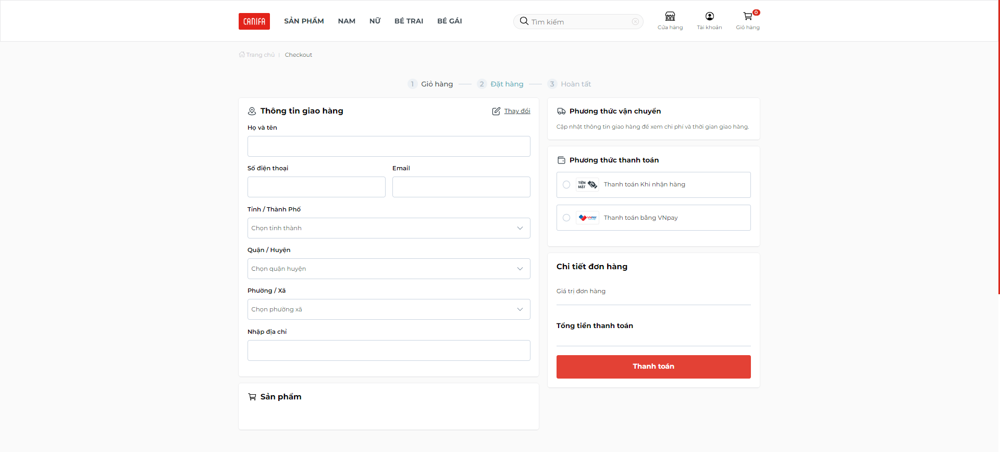 CANIFA
SẢN PHẨM NAM NỮ BÉ TRAI BÉ GÁI
Tìm kiếm
Cửa hàng
Tài khoản
0
Giỏ hàng
Trang chủ | Checkout
1 Giỏ hàng 2 Đặt hàng 3 Hoàn tất
Thông tin giao hàng
Thay đổi
Họ và tên
Số điện thoại
Email
Tỉnh / Thành Phố
Chọn tỉnh thành
Quận / Huyện
Chọn quận huyện
Phường / Xã
Chọn phường xã
Nhập địa chỉ
Sản phẩm
Phương thức vận chuyển
Cập nhật thông tin giao hàng để xem chi phí và thời gian giao hàng.
Phương thức thanh toán
TIỀN
MẶT
Thanh toán Khi nhận hàng
VNPAY
Thanh toán bằng VNpay
Chi tiết đơn hàng
Giá trị đơn hàng
Tổng tiền thanh toán
Thanh toán